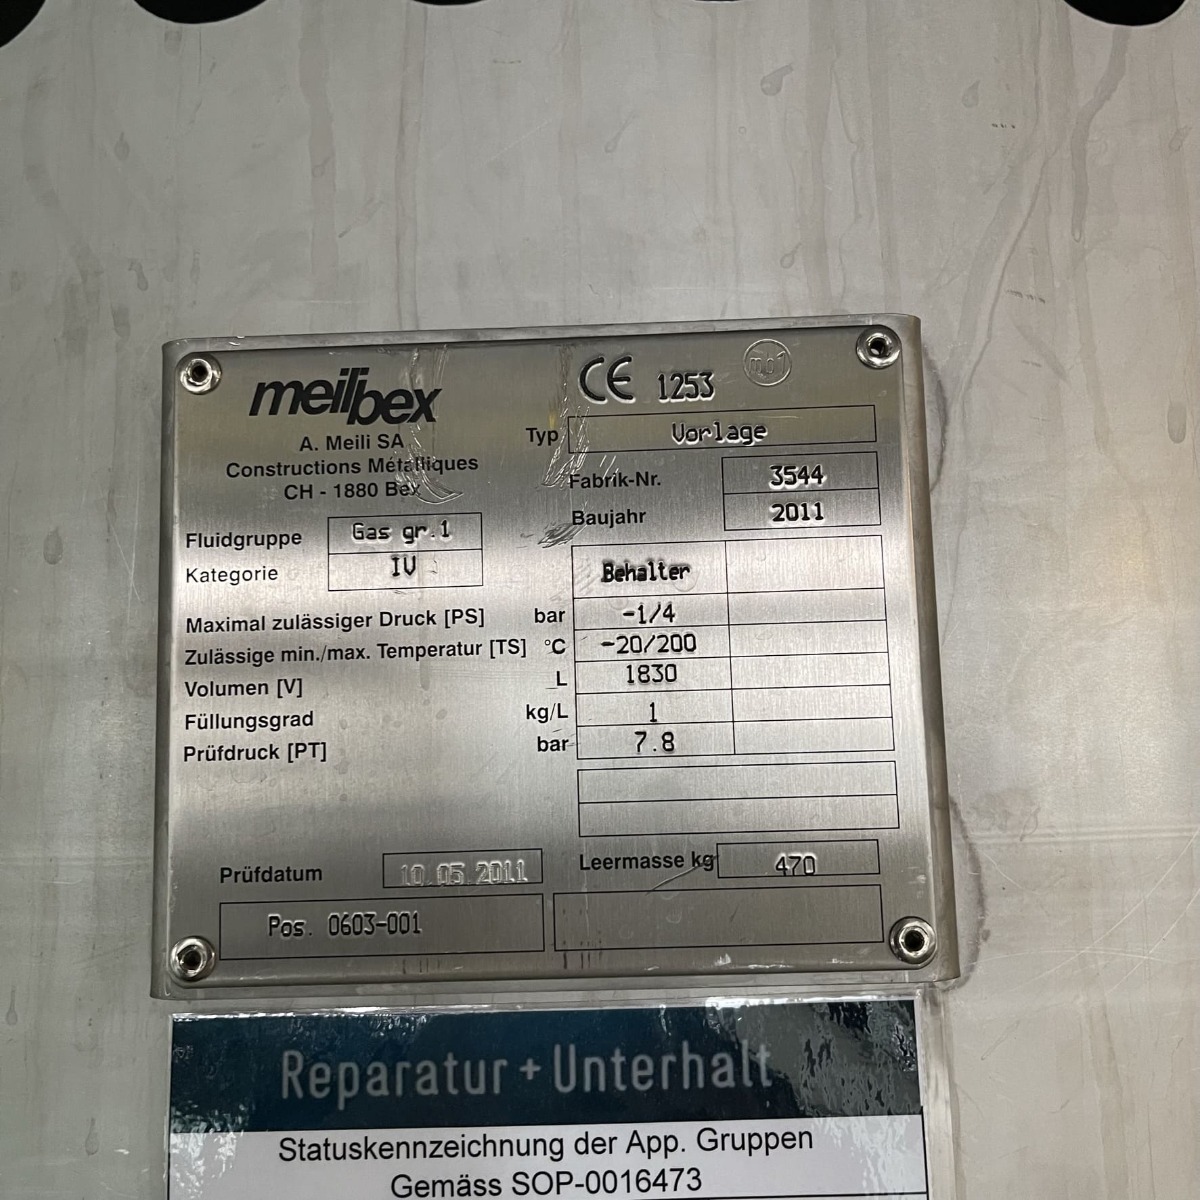 meilibex
CE 1253
mb1
A. Meili SA
Constructions Métalliques
CH - 1880 Bex
Typ Vorlage
Fabrik-Nr. 3544
Baujahr 2011
Fluidgruppe Gas gr.1
Kategorie IV
Behalter
Maximal zulässiger Druck [PS] bar -1/4
Zulässige min./max. Temperatur [TS] °C -20/200
Volumen [V] L 1830
Füllungsgrad kg/L 1
Prüfdruck [PT] bar 7.8
Prüfdatum 10.05.2011
Leermasse kg 470
Pos. 0603-001
Reparatur + Unterhalt
Statuskennzeichnung der App. Gruppen
Gemäss SOP-0016473